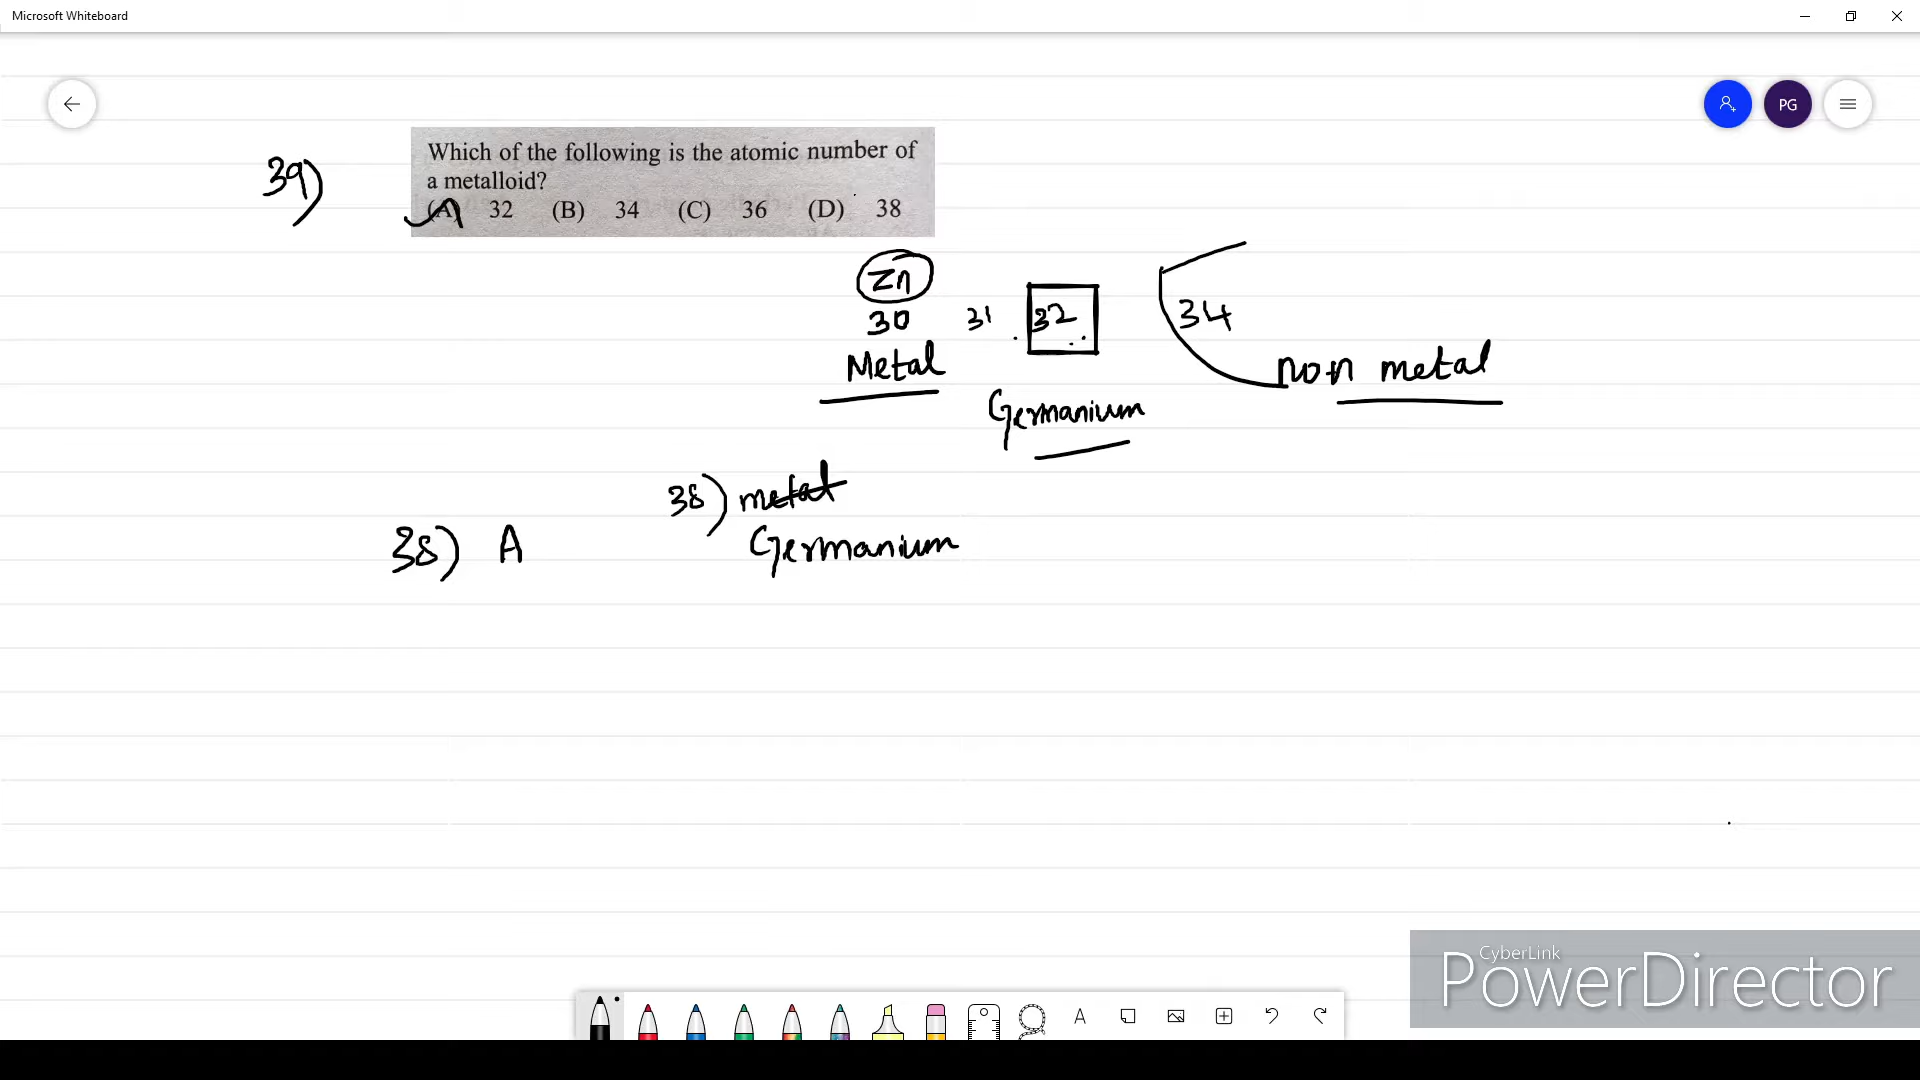 Microsoft Whiteboard
PG
39)
Which of the following is the atomic number of
a metalloid?
(A) 32 (B) 34 (C) 36 (D) 38
Zn
30 31 32 34
Metal non metal
Germanium
38) metal
38) A Germanium
A
CyberLink
PowerDirector